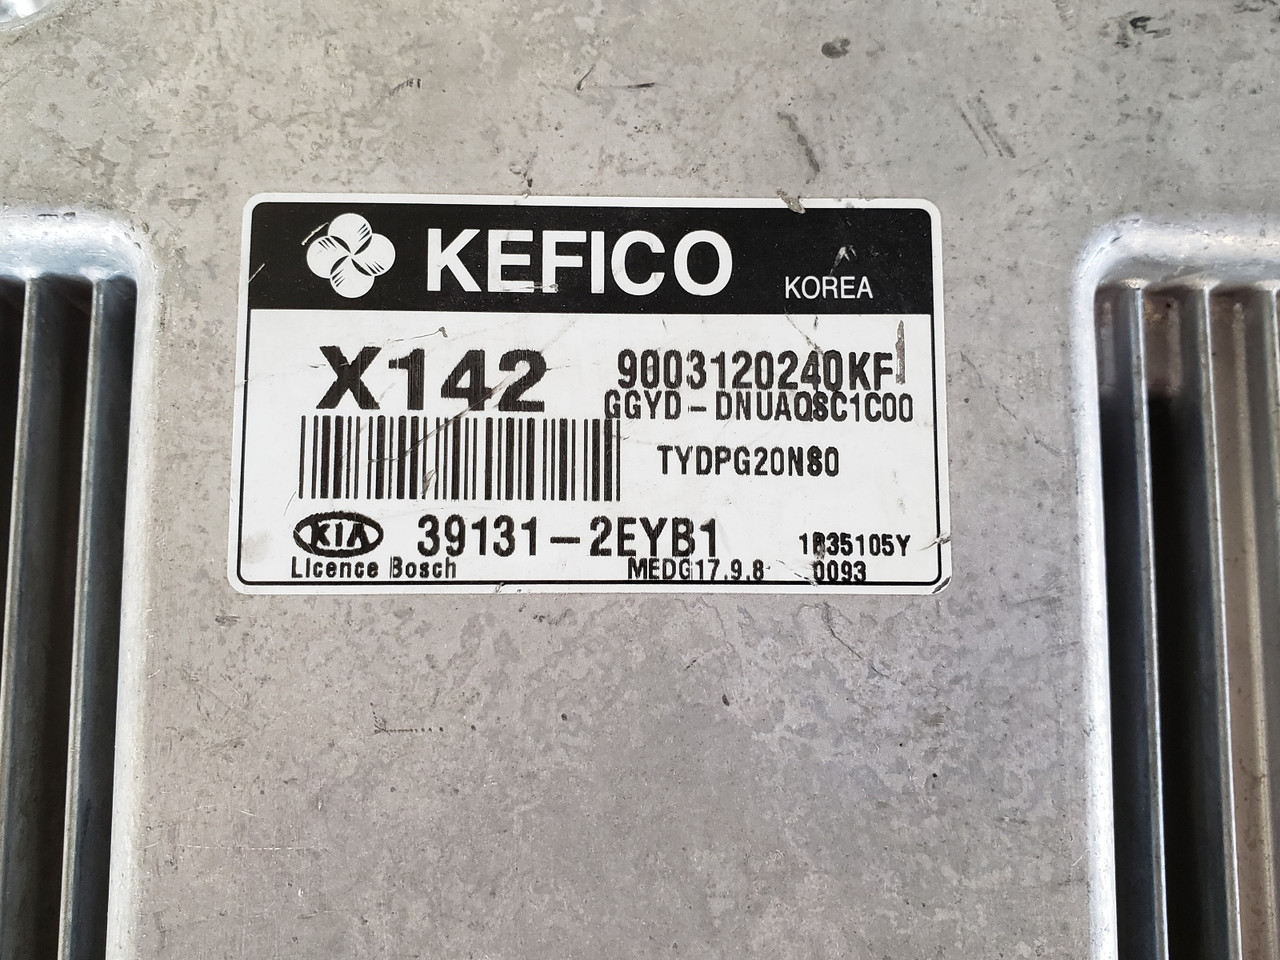 KEFICO KOREA
X142 9003120240KF
GGYD-DNUAQSC1C00
TYDPG20N80
KIA 39131-2EYB1 1835105Y
Licence Bosch MEDG17.9.8 0093